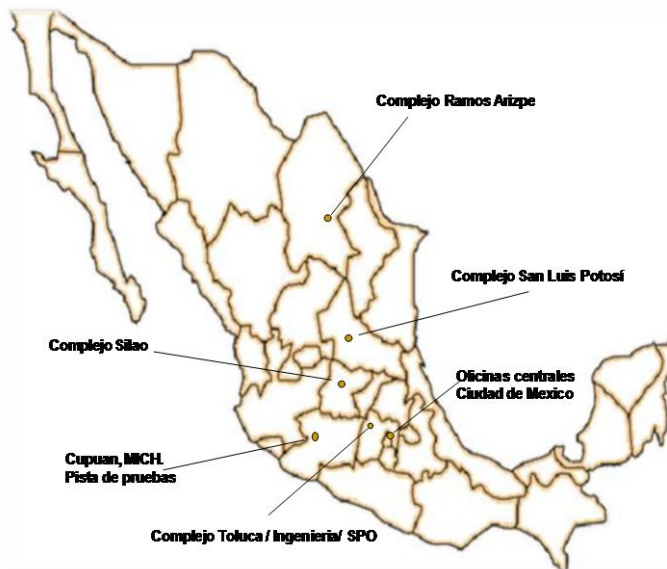 Complejo Ramos Arizpe
Complejo San Luis Potosí
Complejo Silao
Oficinas centrales
Ciudad de Mexico
Cupuan, MICH.
Pista de pruebas
Complejo Toluca / Ingenieria/ SPO